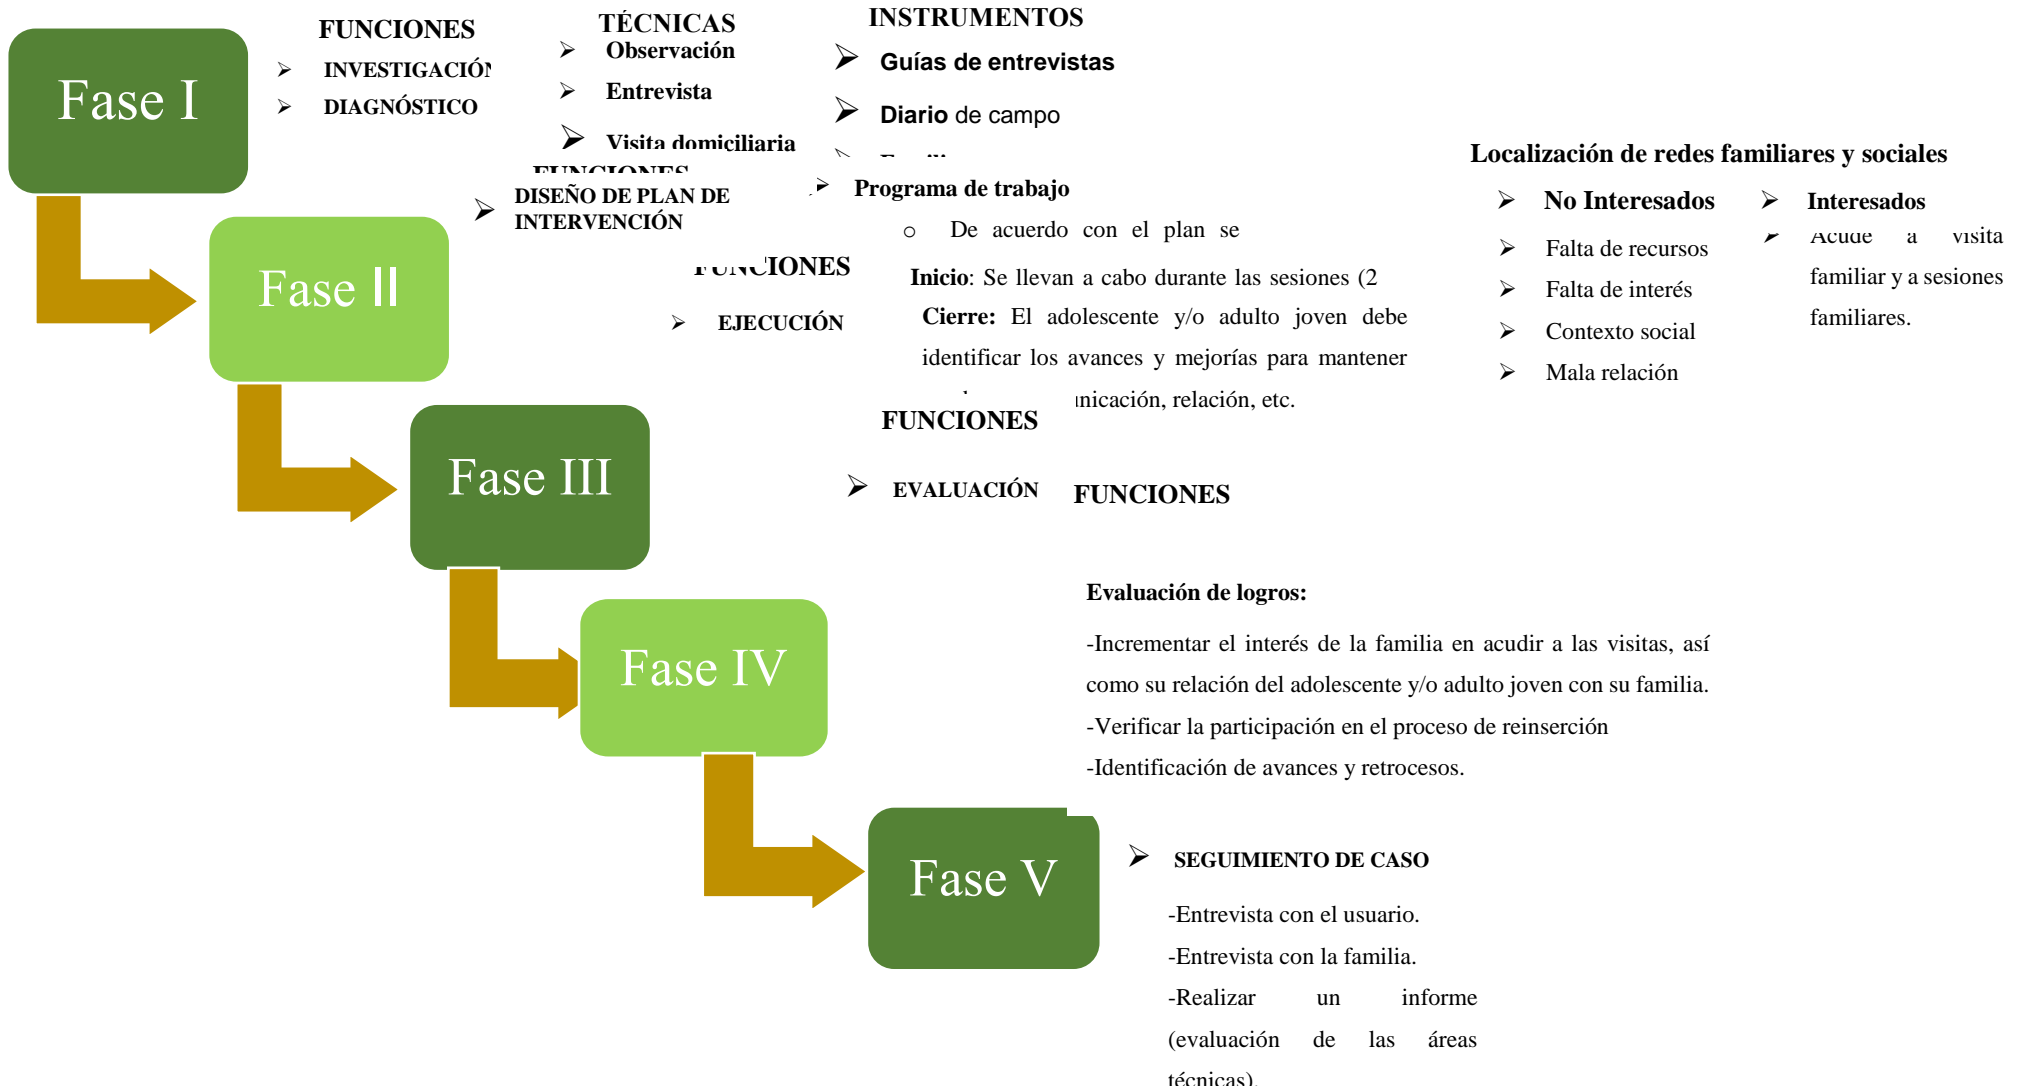 Fase I
FUNCIONES
INVESTIGACIÓN
DIAGNÓSTICO
TÉCNICAS
Observación
Entrevista
Visita domiciliaria
INSTRUMENTOS
Guías de entrevistas
Diario de campo
Localización de redes familiares y sociales
No Interesados
Falta de recursos
Falta de interés
Contexto social
Mala relación
Interesados
Acude a visita
familiar y a sesiones
familiares.
Fase II
FUNCIONES
DISEÑO DE PLAN DE
INTERVENCIÓN
Programa de trabajo
o De acuerdo con el plan se
Fase III
FUNCIONES
EJECUCIÓN
Inicio: Se llevan a cabo durante las sesiones (2
Cierre: El adolescente y/o adulto joven debe
identificar los avances y mejorías para mantener
relación, etc.
Fase IV
FUNCIONES
EVALUACIÓN
FUNCIONES
Evaluación de logros:
-Incrementar el interés de la familia en acudir a las visitas, así
como su relación del adolescente y/o adulto joven con su familia.
-Verificar la participación en el proceso de reinserción
-Identificación de avances y retrocesos.
Fase V
SEGUIMIENTO DE CASO
-Entrevista con el usuario.
-Entrevista con la familia.
-Realizar un informe
(evaluación de las áreas
técnicas).